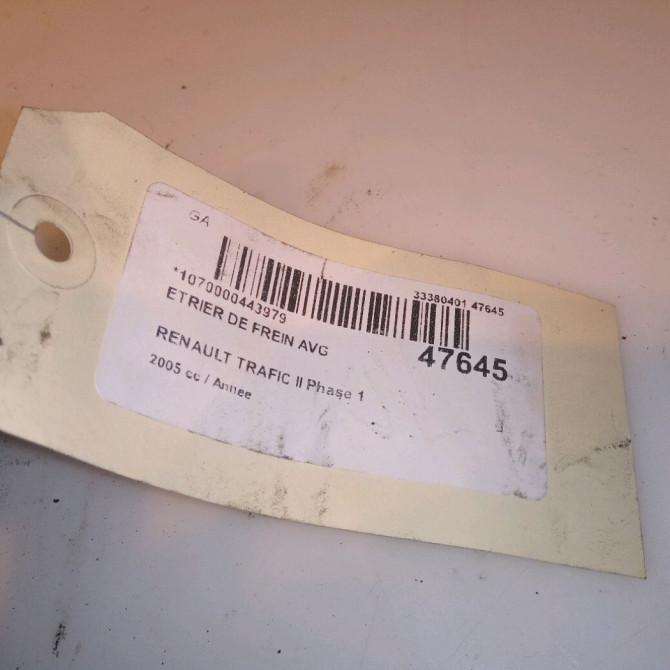 GA
33380401 47645
*1070000443979
ETRIER DE FREIN AVG
47645
RENAULT TRAFIC II Phase 1
2005 cc / Année